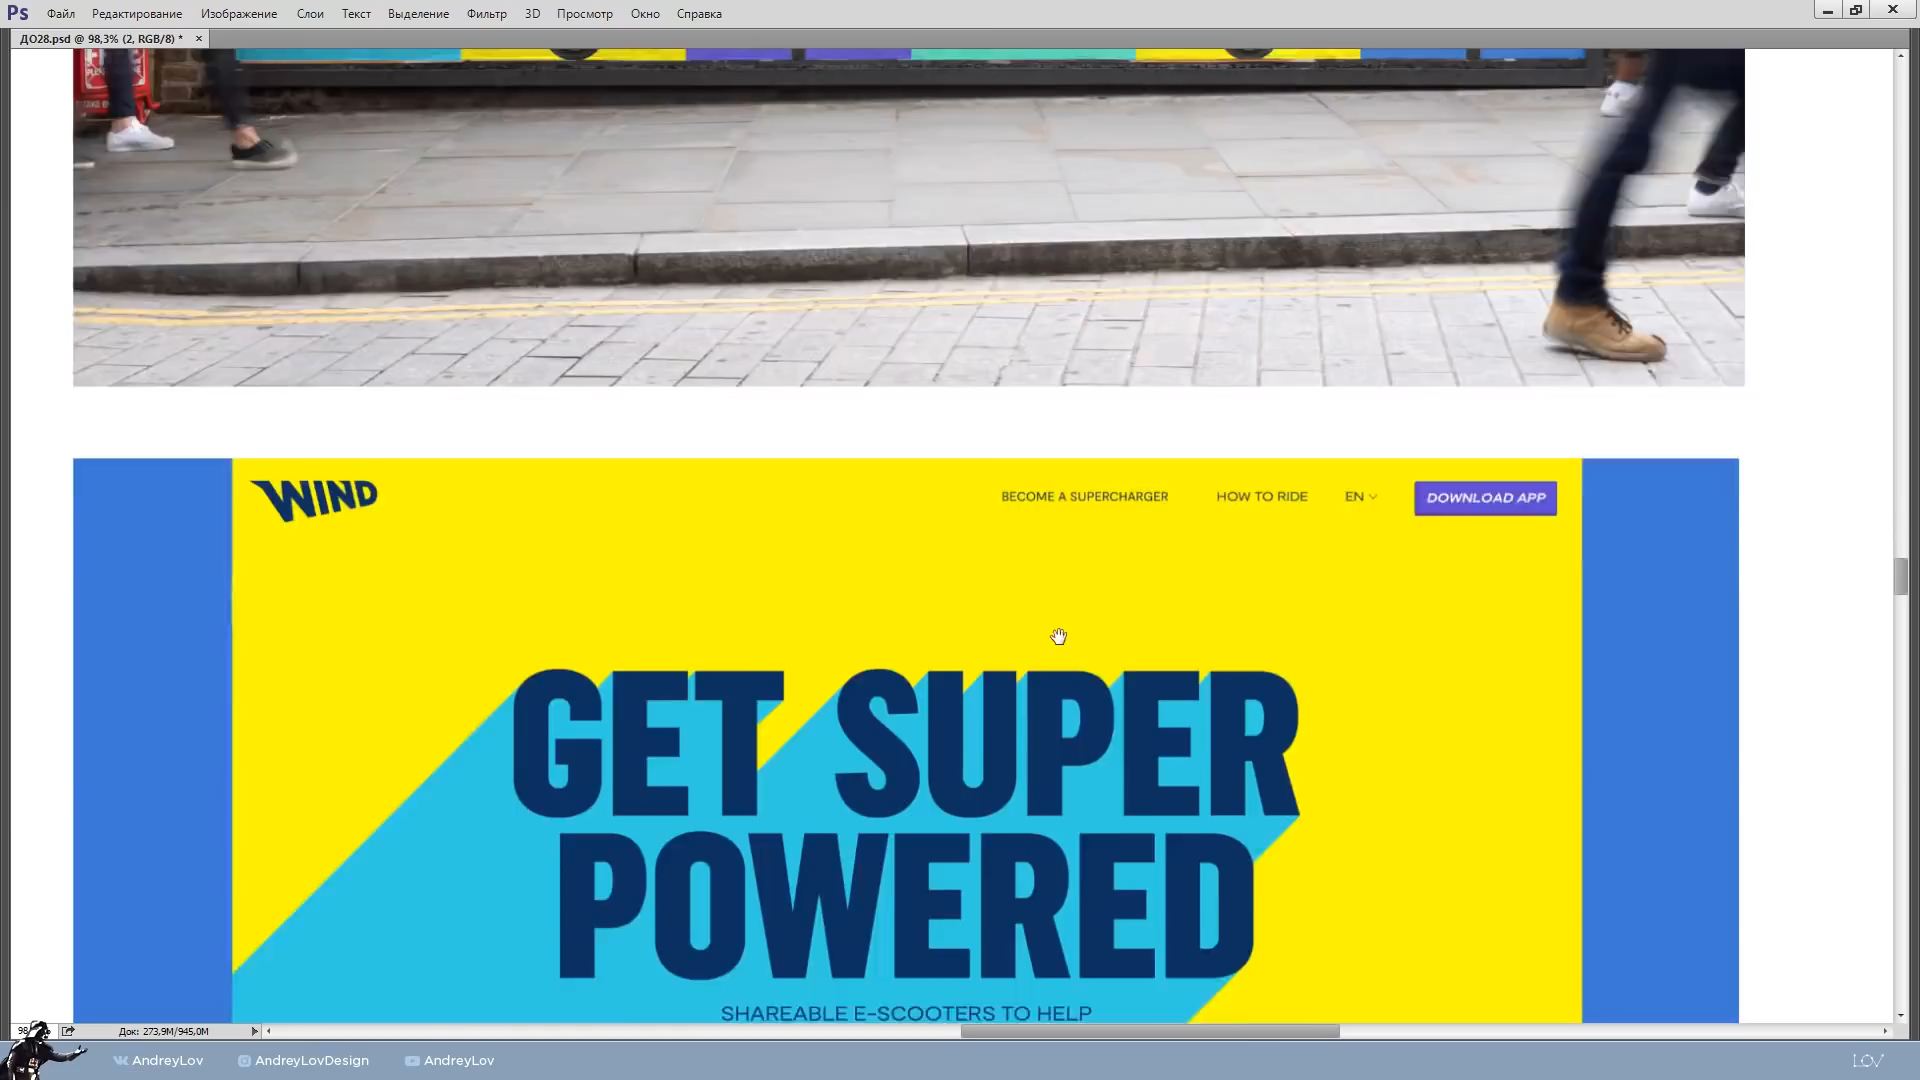 Ps Файл Редактирование Изображение Слои Текст Выделение Фильтр 3D Просмотр Окно Справка
ДО28.psd @ 98,3% (2, RGB/8) *
WIND
BECOME A SUPERCHARGER HOW TO RIDE EN DOWNLOAD APP
GET SUPER
POWERED
SHAREABLE E-SCOOTERS TO HELP
Док: 273,9M/945,0M
AndreyLov AndreyLovDesign AndreyLov
LOV